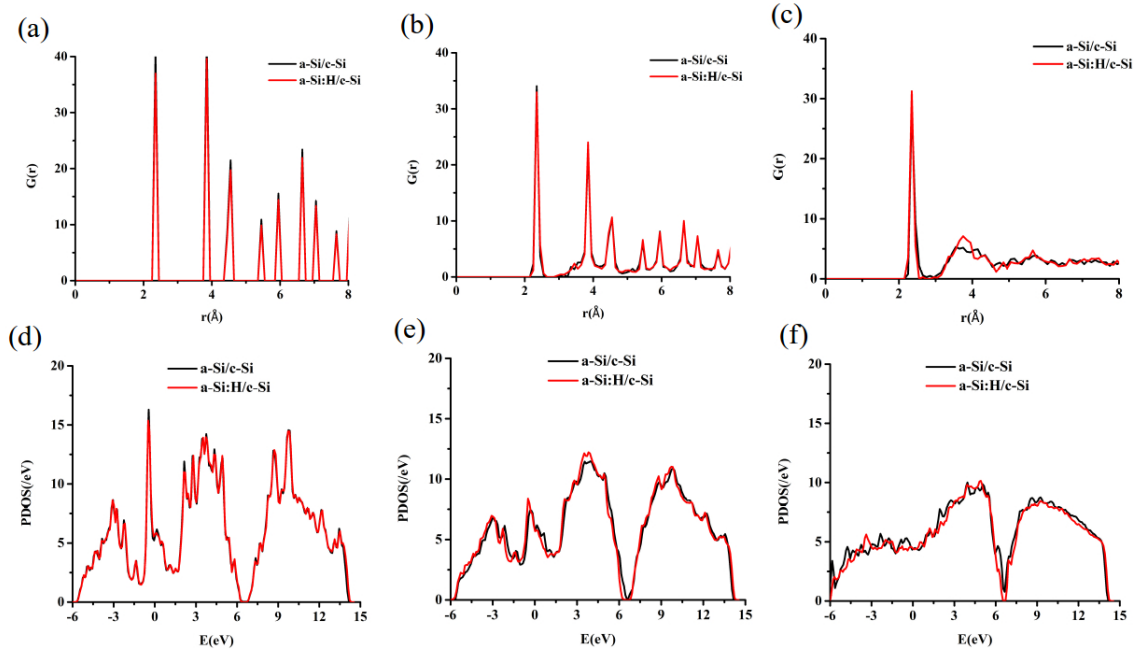 (a)
a-Si/c-Si
a-Si:H/c-Si
40
30
20
10
0
G(r)
0 2 4 6 8
r(Å)
(b)
a-Si/c-Si
a-Si:H/c-Si
40
30
20
10
0
G(r)
0 2 4 6 8
r(Å)
(c)
a-Si/c-Si
a-Si:H/c-Si
40
30
20
10
0
G(r)
0 2 4 6 8
r(Å)
(d)
a-Si/c-Si
a-Si:H/c-Si
20
15
10
5
0
PDOS(/eV)
-6 -3 0 3 6 9 12 15
E(eV)
(e)
a-Si/c-Si
a-Si:H/c-Si
20
15
10
5
0
PDOS(/eV)
-6 -3 0 3 6 9 12 15
E(eV)
(f)
a-Si/c-Si
a-Si:H/c-Si
20
15
10
5
0
PDOS(/eV)
-6 -3 0 3 6 9 12 15
E(eV)